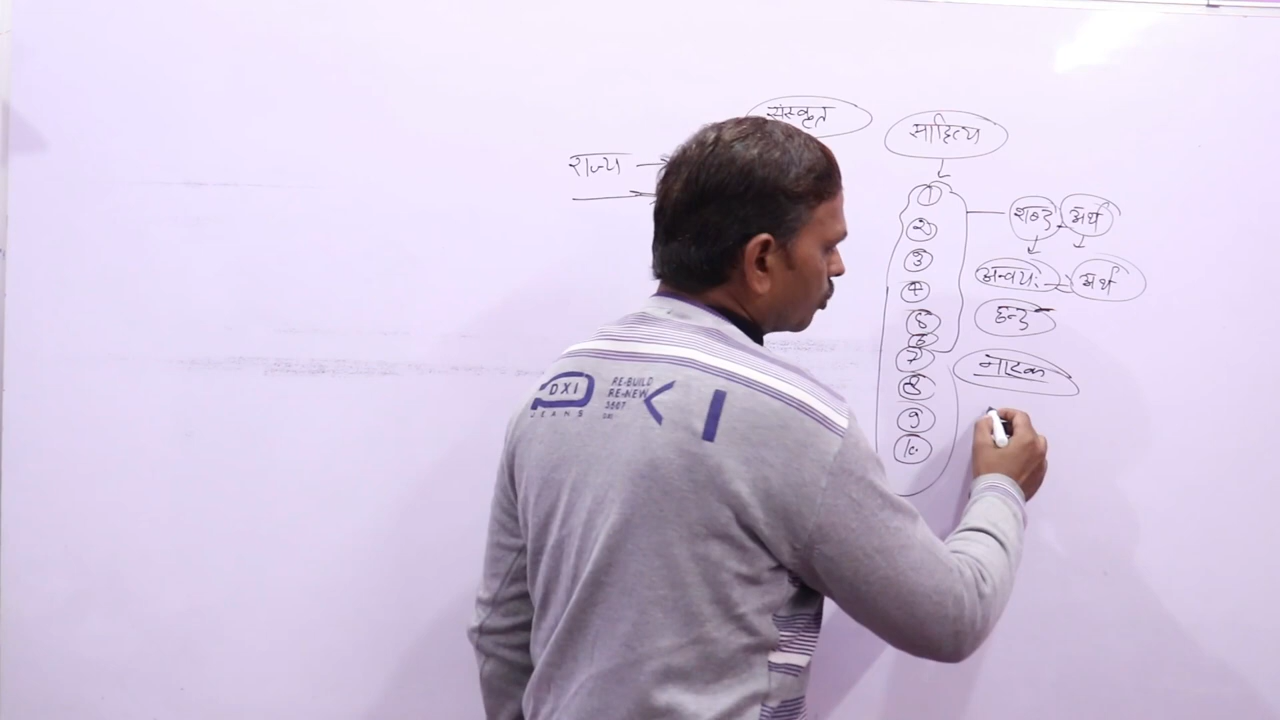 संस्कृत
साहित्य
राज्य
1
शब्द अर्थ
2
3
अन्वय: अर्थ
4
छन्द
5
6
7
नाटक
8
9
10
DXI
JEANS
RE-BUILD
RE-NEW